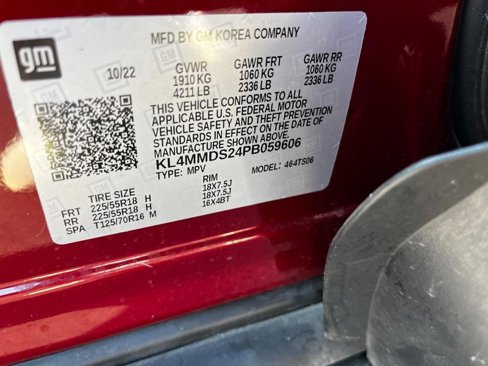 gm
MFD BY GM KOREA COMPANY
10/22
GVWR GAWR FRT GAWR RR
1910 KG 1060 KG 1060 KG
4211 LB 2336 LB 2336 LB
THIS VEHICLE CONFORMS TO ALL
APPLICABLE U.S. FEDERAL MOTOR
VEHICLE SAFETY AND THEFT PREVENTION
STANDARDS IN EFFECT ON THE DATE OF
MANUFACTURE SHOWN ABOVE.
KL4MMDS24PB059606
TYPE: MPV MODEL: 464TS06
TIRE SIZE RIM
FRT 225/55R18 H 18X7.5J
RR 225/55R18 H 18X7.5J
SPA T125/70R16 M 16X4BT